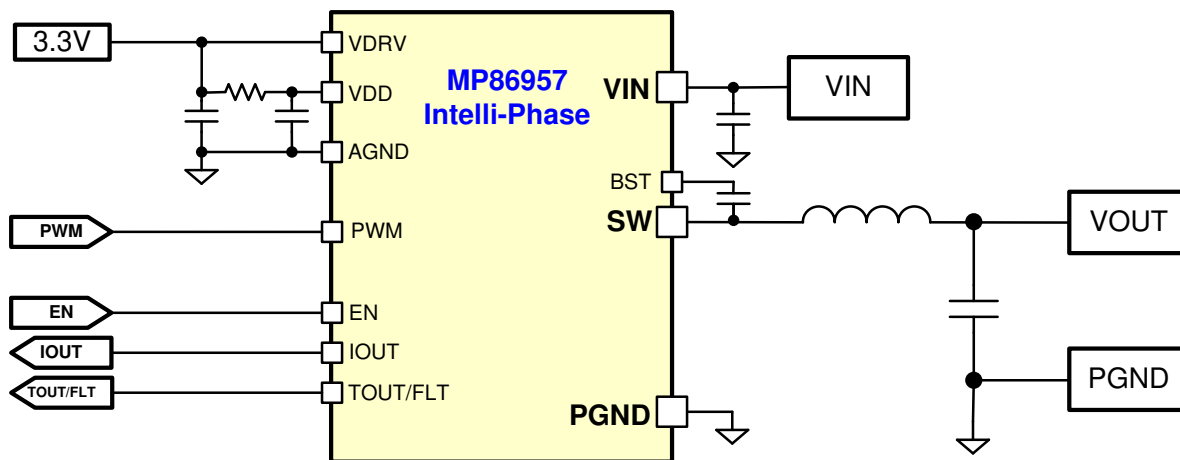 3.3V
VDRV
VDD
AGND
PWM
PWM
EN
EN
IOUT
IOUT
TOUT/FLT
TOUT/FLT
MP86957
Intelli-Phase
VIN
VIN
BST
SW
VOUT
PGND
PGND